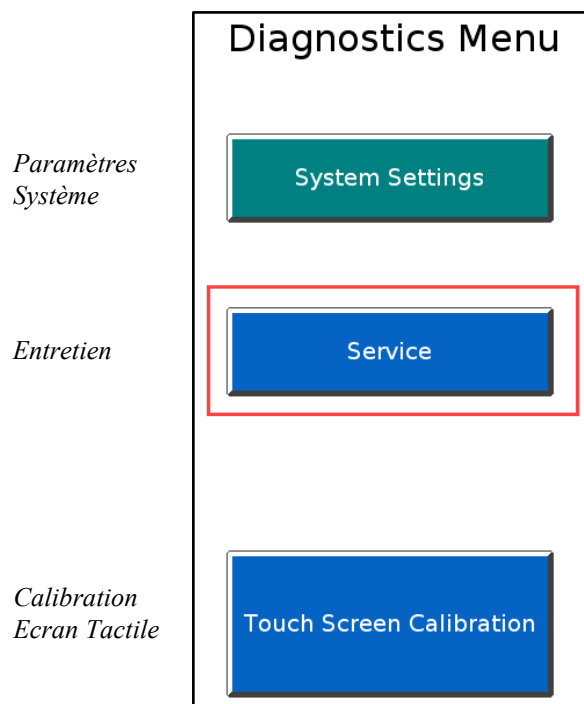 Diagnostics Menu
Paramètres
Système
System Settings
Entretien
Service
Calibration
Ecran Tactile
Touch Screen Calibration